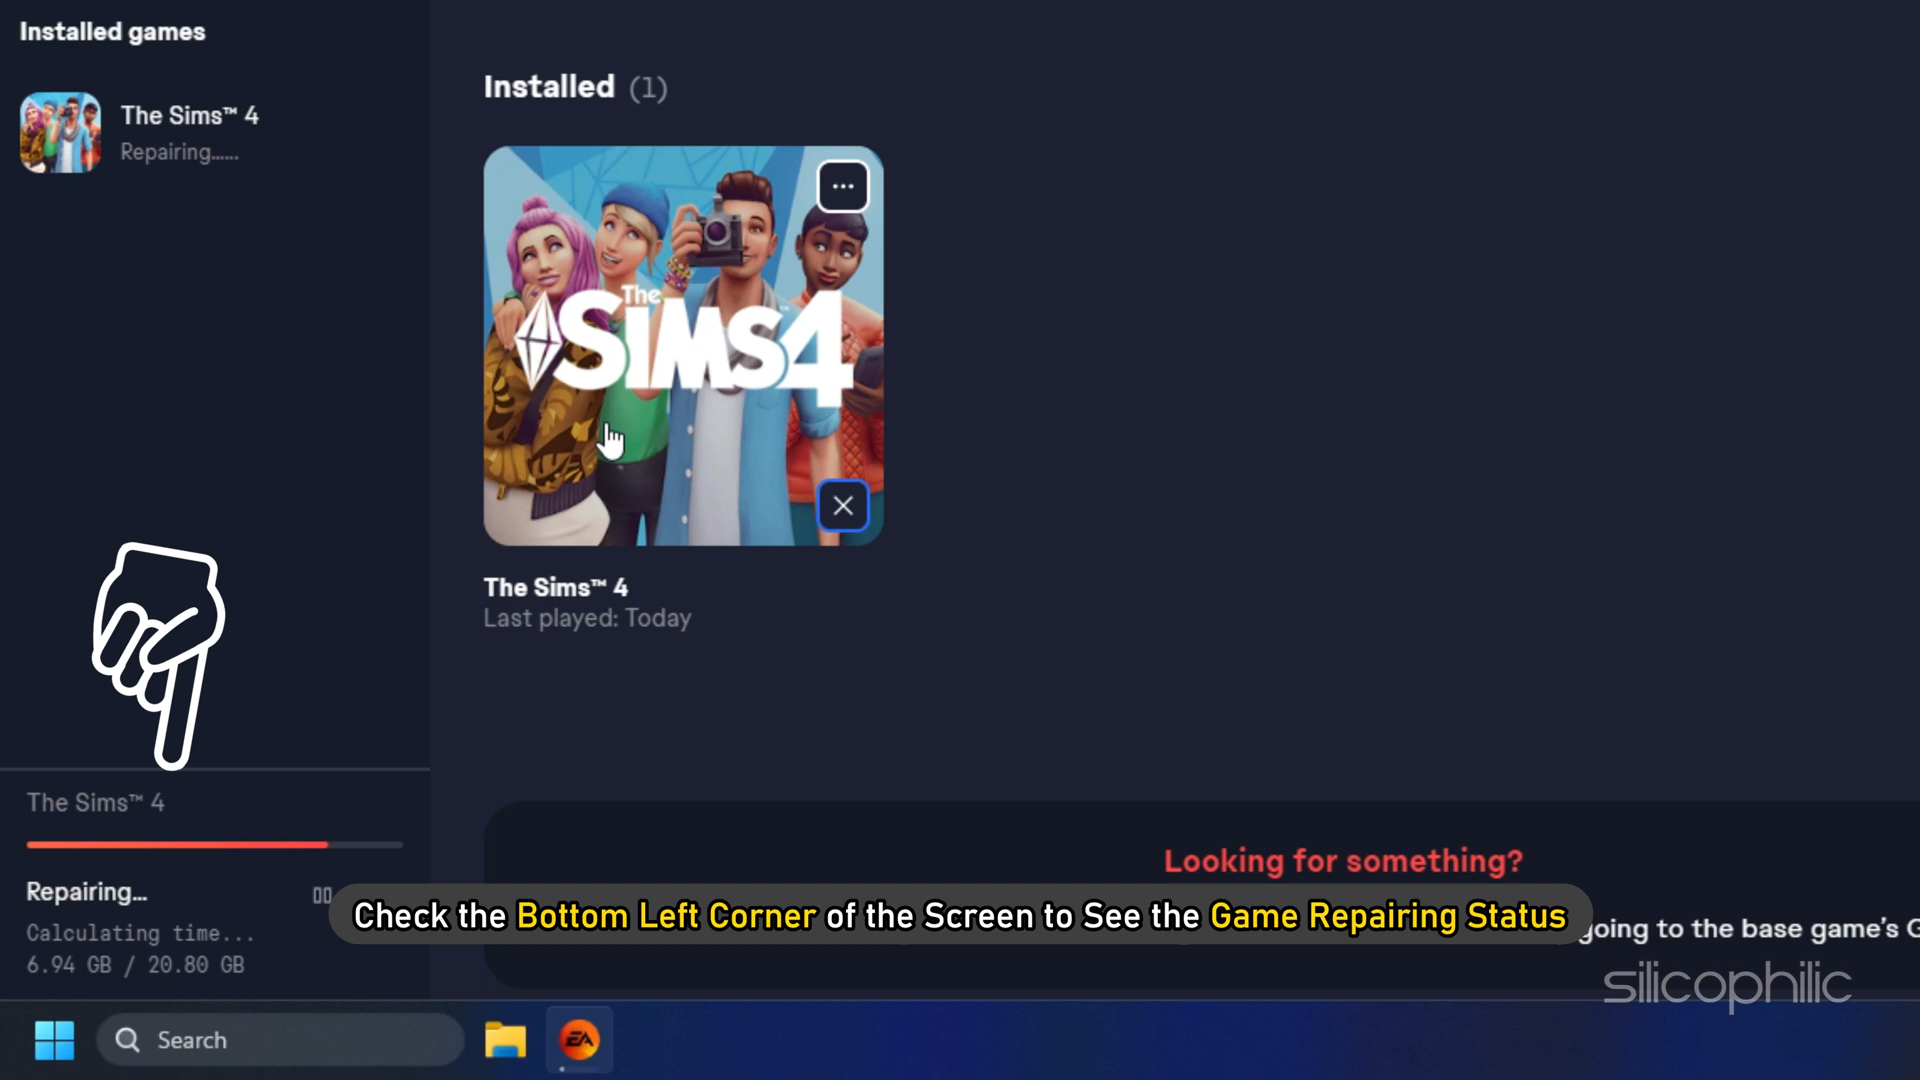 Installed games
The Sims™ 4
Repairing......
Installed (1)
The
SiMS4
The Sims™ 4
Last played: Today
The Sims™ 4
Repairing...
Calculating time...
6.94 GB / 20.80 GB
Looking for something?
Check the Bottom Left Corner of the Screen to See the Game Repairing Status
going to the base game's G
silicophilic
Search
EA